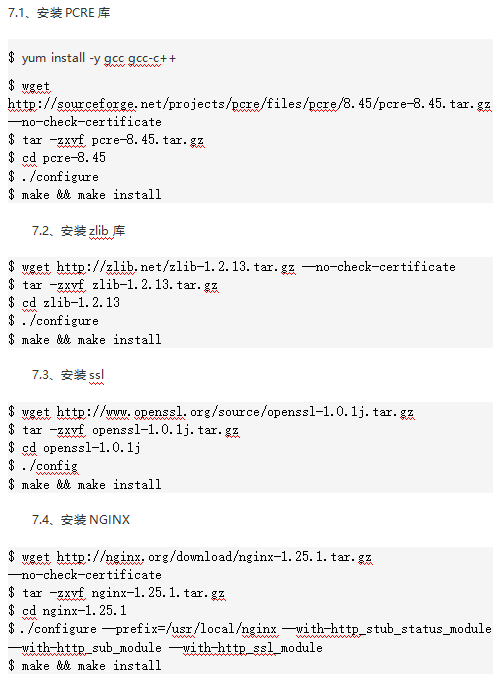 7.1、安装 PCRE 库
$ yum install -y gcc gcc-c++
$ wget
http://sourceforge.net/projects/pcre/files/pcre/8.45/pcre-8.45.tar.gz
--no-check-certificate
$ tar -zxvf pcre-8.45.tar.gz
$ cd pcre-8.45
$ ./configure
$ make && make install
7.2、安装 zlib 库
$ wget http://zlib.net/zlib-1.2.13.tar.gz --no-check-certificate
$ tar -zxvf zlib-1.2.13.tar.gz
$ cd zlib-1.2.13
$ ./configure
$ make && make install
7.3、安装 ssl
$ wget http://www.openssl.org/source/openssl-1.0.1j.tar.gz
$ tar -zxvf openssl-1.0.1j.tar.gz
$ cd openssl-1.0.1j
$ ./config
$ make && make install
7.4、安装 NGINX
$ wget http://nginx.org/download/nginx-1.25.1.tar.gz
--no-check-certificate
$ tar -zxvf nginx-1.25.1.tar.gz
$ cd nginx-1.25.1
$ ./configure --prefix=/usr/local/nginx --with-http_stub_status_module
--with-http_sub_module --with-http_ssl_module
$ make && make install